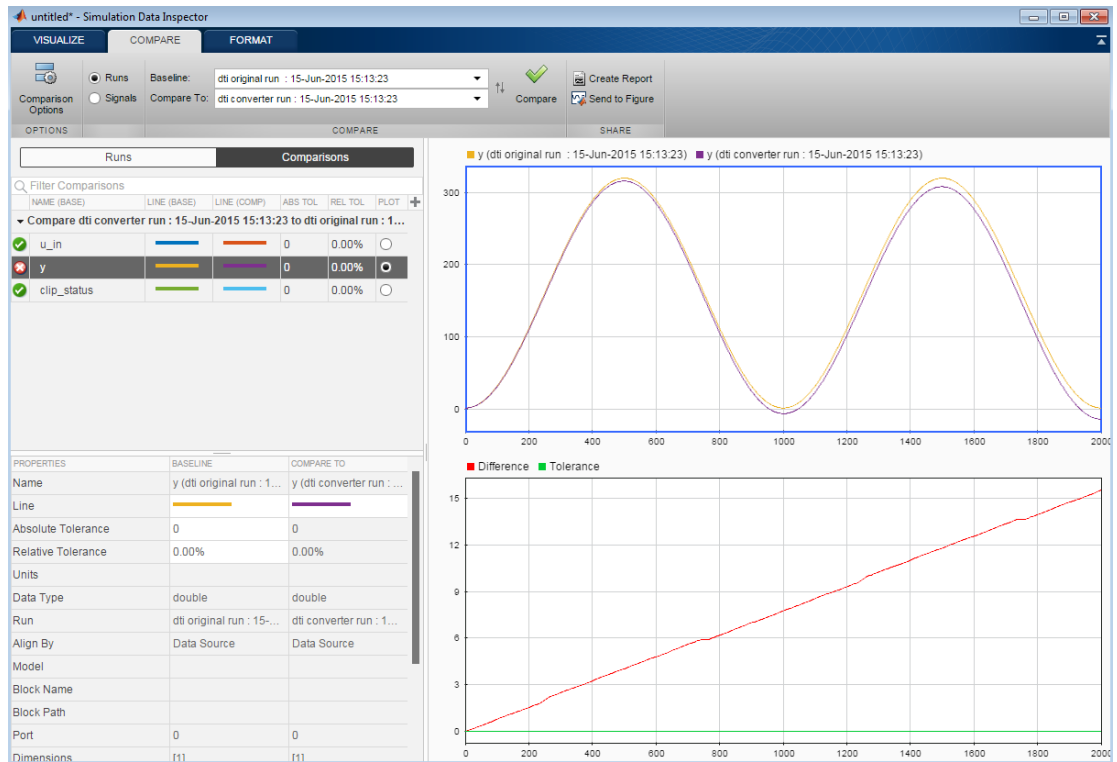 untitled* - Simulation Data Inspector
VISUALIZE COMPARE FORMAT
Comparison Options
Runs
Signals
Baseline: dti original run : 15-Jun-2015 15:13:23
Compare To: dti converter run : 15-Jun-2015 15:13:23
Compare
Create Report
Send to Figure
OPTIONS COMPARE SHARE
Runs Comparisons
Filter Comparisons
NAME (BASE) LINE (BASE) LINE (COMP) ABS TOL REL TOL PLOT
Compare dti converter run : 15-Jun-2015 15:13:23 to dti original run : 1...
u_in 0 0.00%
y 0 0.00%
clip_status 0 0.00%
PROPERTIES BASELINE COMPARE TO
Name y (dti original run : 1... y (dti converter run : ...
Line
Absolute Tolerance 0 0
Relative Tolerance 0.00% 0.00%
Units
Data Type double double
Run dti original run : 15-... dti converter run : 1...
Align By Data Source Data Source
Model
Block Name
Block Path
Port 0 0
Dimensions [1] [1]
y (dti original run : 15-Jun-2015 15:13:23) y (dti converter run : 15-Jun-2015 15:13:23)
300
200
100
0
0 200 400 600 800 1000 1200 1400 1600 1800 2000
Difference Tolerance
15
12
9
6
3
0
0 200 400 600 800 1000 1200 1400 1600 1800 2000